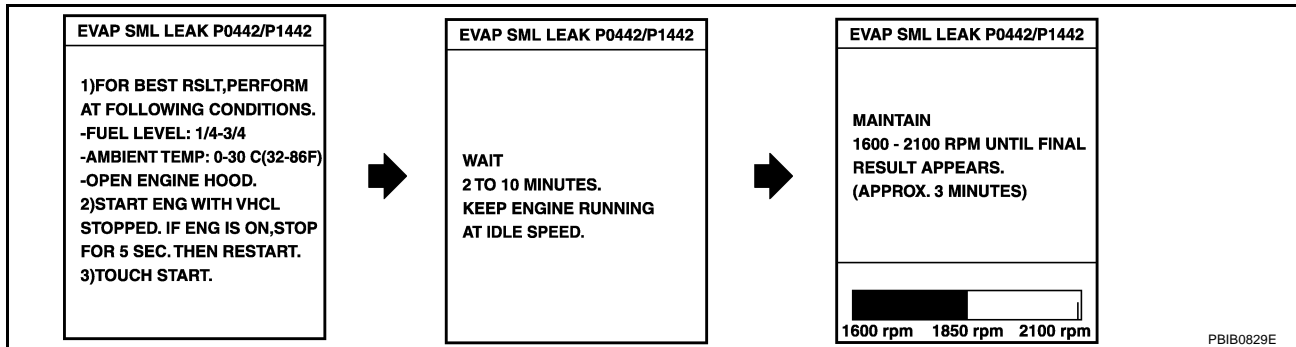 EVAP SML LEAK P0442/P1442
1)FOR BEST RSLT,PERFORM
AT FOLLOWING CONDITIONS.
-FUEL LEVEL: 1/4-3/4
-AMBIENT TEMP: 0-30 C(32-86F)
-OPEN ENGINE HOOD.
2)START ENG WITH VHCL
STOPPED. IF ENG IS ON,STOP
FOR 5 SEC. THEN RESTART.
3)TOUCH START.
EVAP SML LEAK P0442/P1442
WAIT
2 TO 10 MINUTES.
KEEP ENGINE RUNNING
AT IDLE SPEED.
EVAP SML LEAK P0442/P1442
MAINTAIN
1600 - 2100 RPM UNTIL FINAL
RESULT APPEARS.
(APPROX. 3 MINUTES)
1600 rpm 1850 rpm 2100 rpm
PBIB0829E